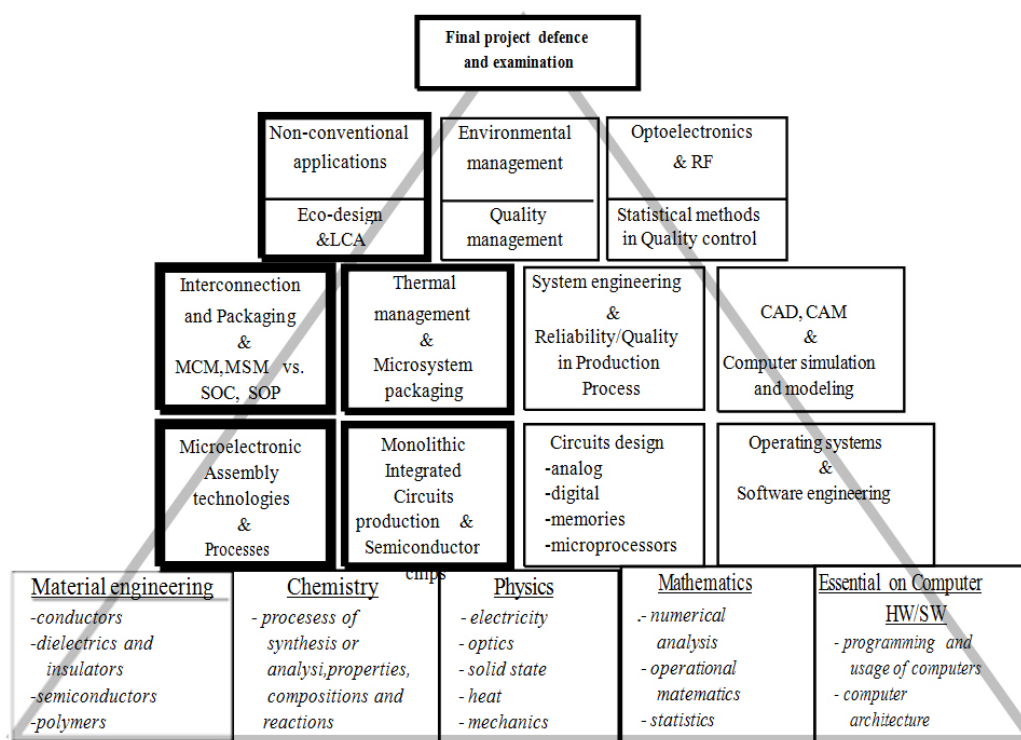 Final project defence
and examination
Non-conventional
applications
Eco-design
&LCA
Environmental
management
Quality
management
Optoelectronics
& RF
Statistical methods
in Quality control
Interconnection
and Packaging
&
MCM,MSM vs.
SOC, SOP
Thermal
management
&
Microsystem
packaging
System engineering
&
Reliability/Quality
in Production
Process
CAD, CAM
&
Computer simulation
and modeling
Microelectronic
Assembly
technologies
&
Processes
Monolithic
Integrated
Circuits
production &
Semiconductor
chips
Circuits design
-analog
-digital
-memories
-microprocessors
Operating systems
&
Software engineering
Material engineering
-conductors
-dielectrics and
insulators
-semiconductors
-polymers
Chemistry
- procesess of
synthesis or
analysi,properties,
compositions and
reactions
Physics
- electricity
- optics
- solid state
- heat
- mechanics
Mathematics
.- numerical
analysis
- operational
matematics
- statistics
Essential on Computer
HW/SW
- programming and
usage of computers
- computer
architecture